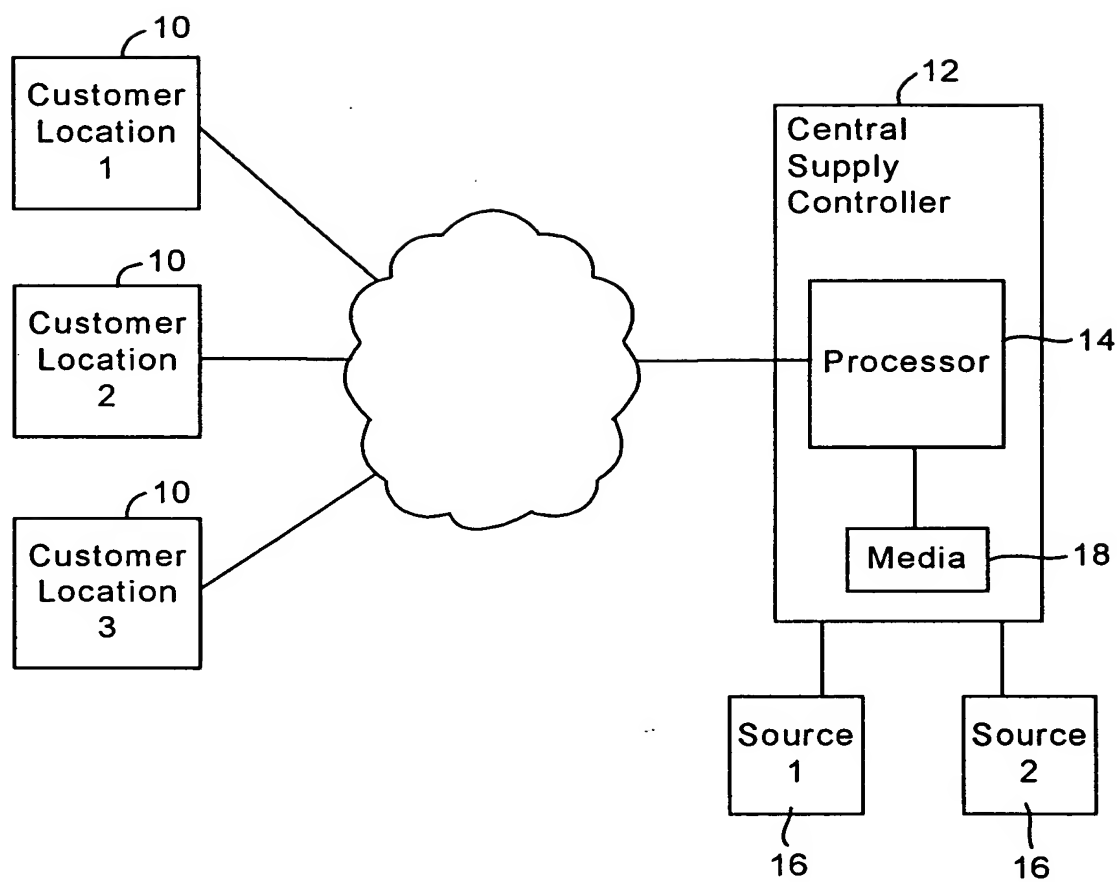 10
Customer
Location
1
10
Customer
Location
2
10
Customer
Location
3
12
Central
Supply
Controller
Processor
14
Media
18
Source
1
16
Source
2
16